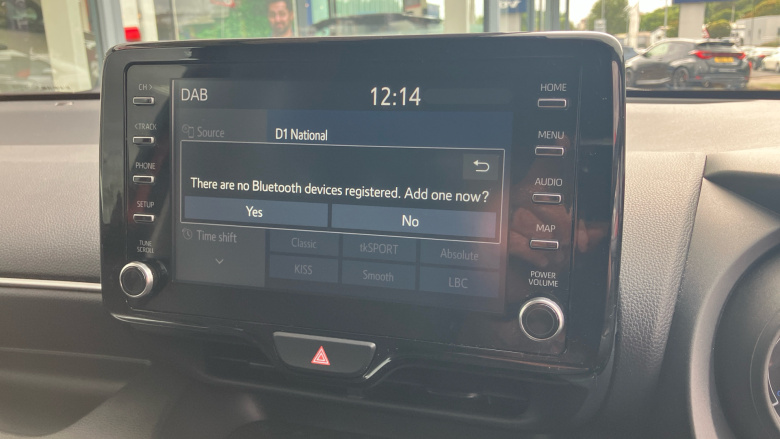 DAB
12:14
CH >
< TRACK
PHONE
SETUP
TUNE
SCROLL
Source
D1 National
There are no Bluetooth devices registered. Add one now?
Yes
No
Time shift
Classic
tkSPORT
Absolute
KISS
Smooth
LBC
HOME
MENU
AUDIO
MAP
POWER
VOLUME